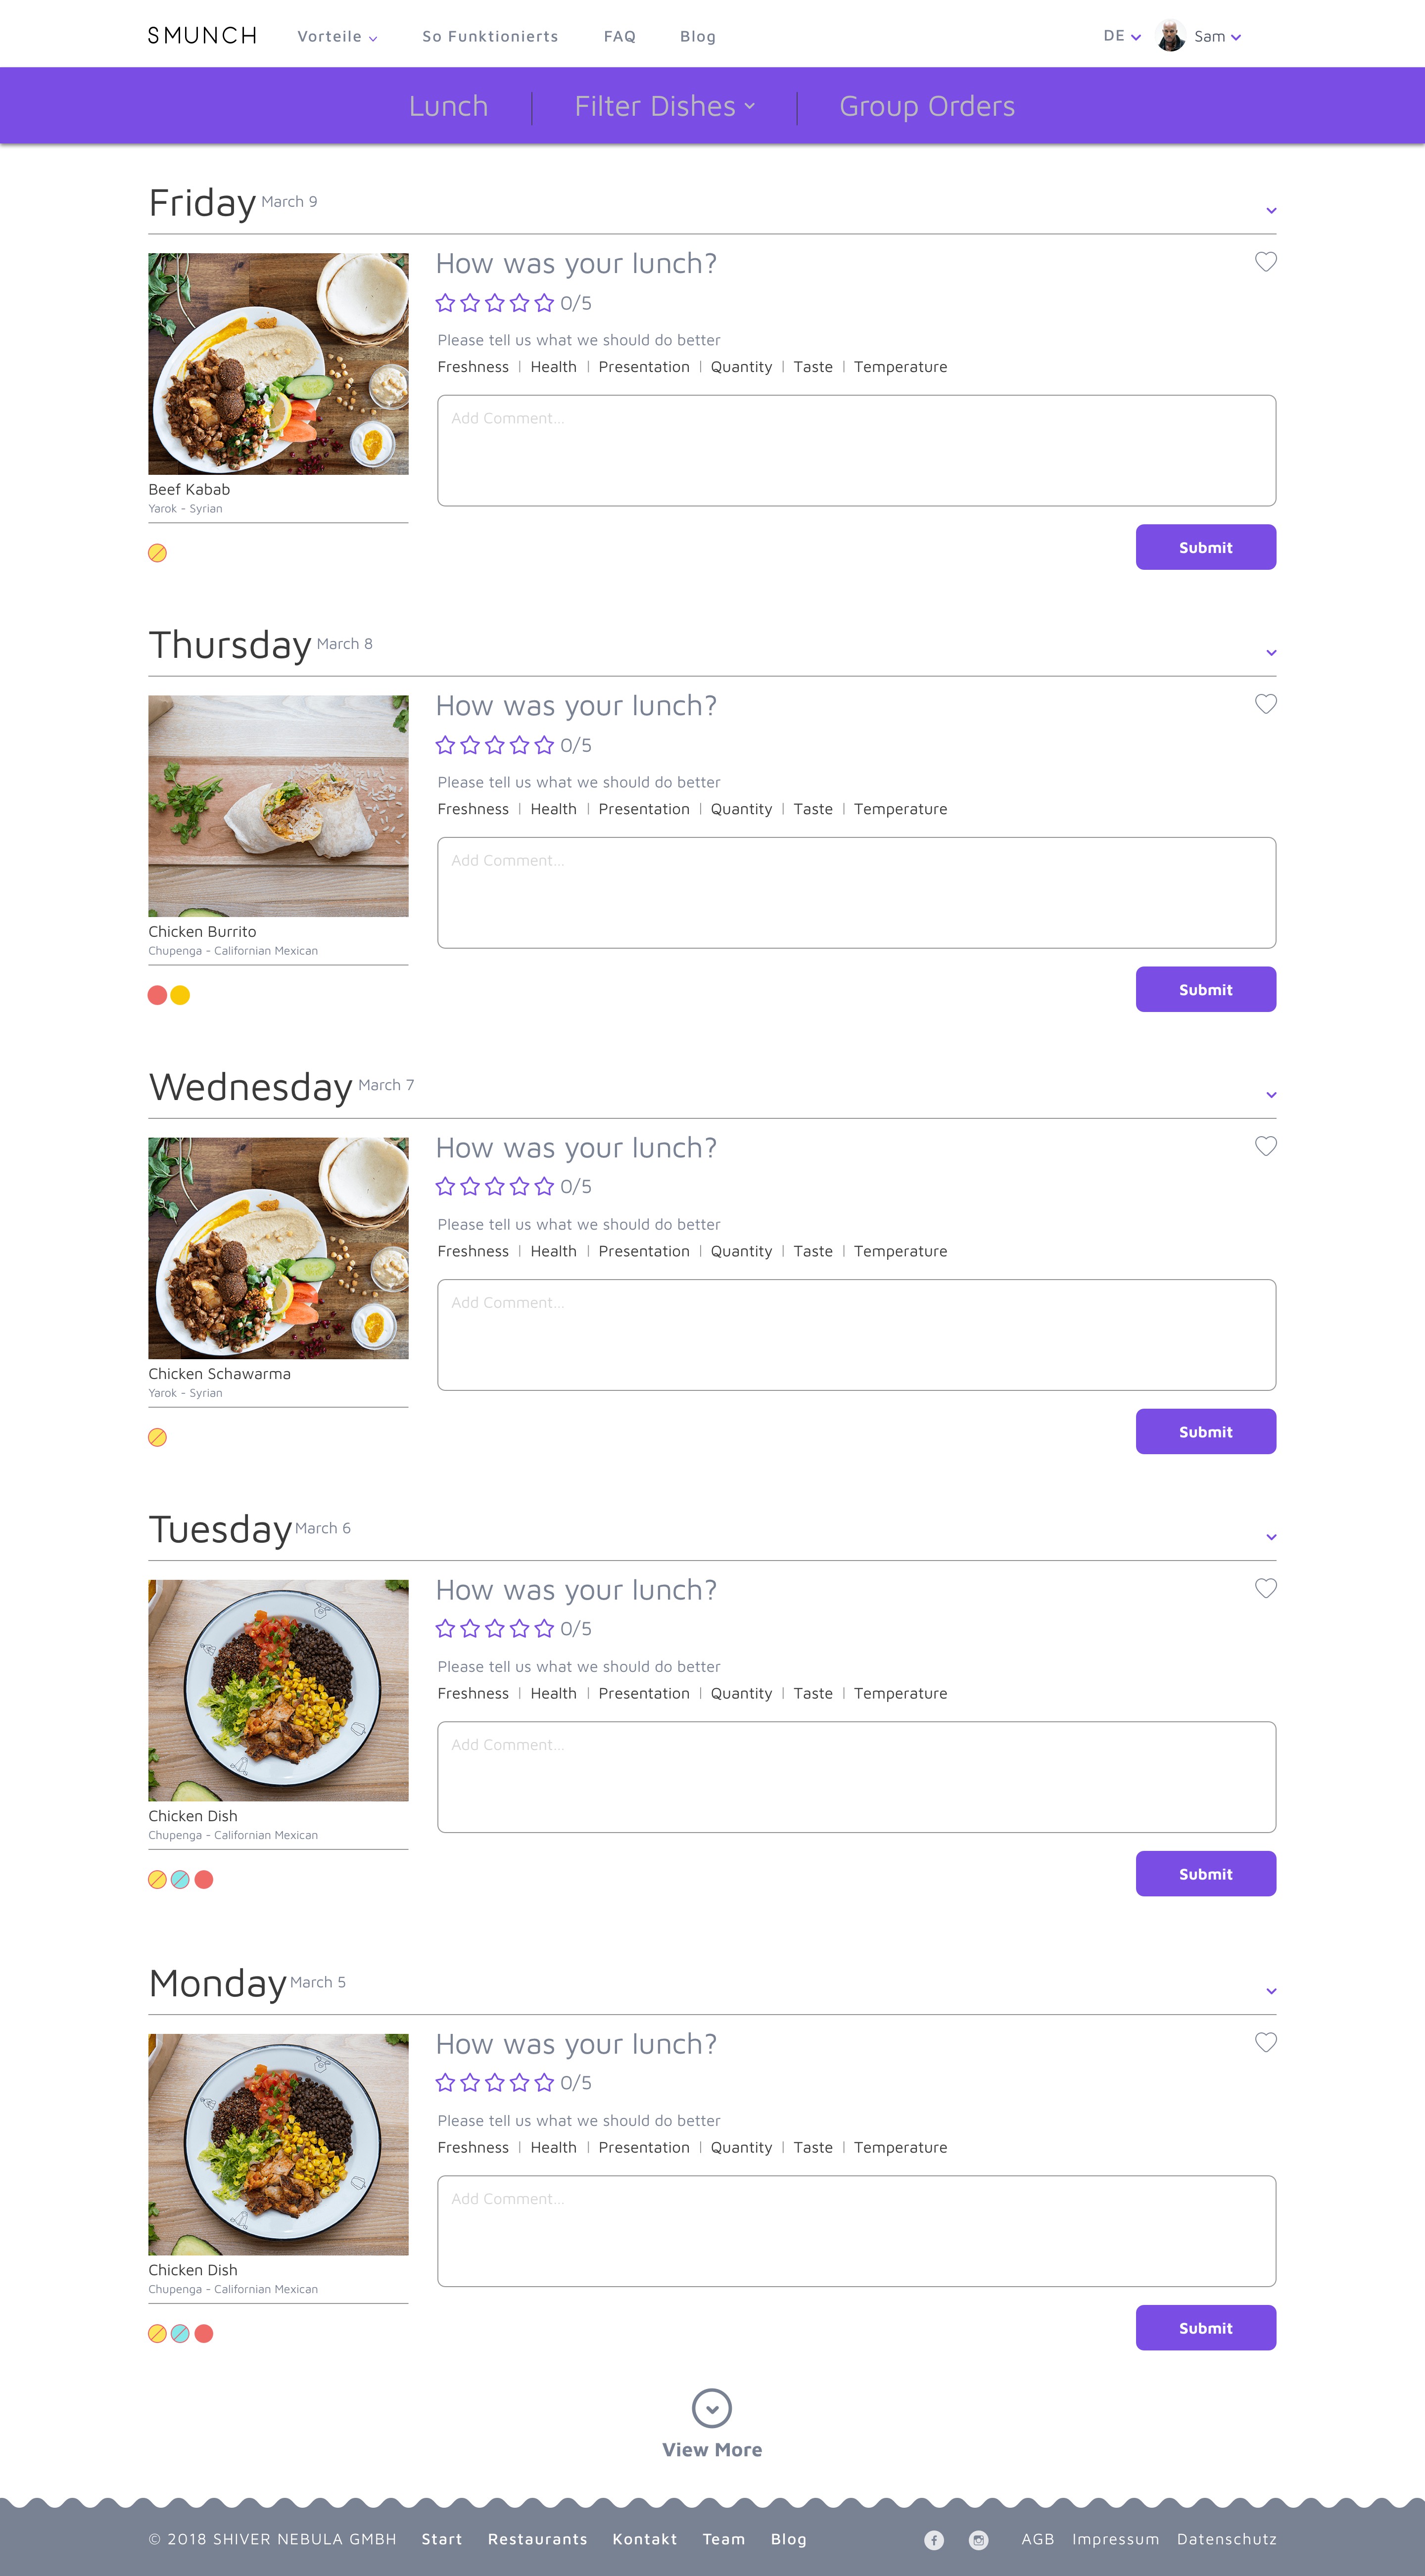 SMUNCH Vorteile So Funktionierts FAQ Blog DE Sam
Lunch Filter Dishes Group Orders
Friday March 9
How was your lunch?
0/5
Please tell us what we should do better
Freshness | Health | Presentation | Quantity | Taste | Temperature
Add Comment...
Beef Kabab
Yarok - Syrian
Submit
Thursday March 8
How was your lunch?
0/5
Please tell us what we should do better
Freshness | Health | Presentation | Quantity | Taste | Temperature
Add Comment...
Chicken Burrito
Chupenga - Californian Mexican
Submit
Wednesday March 7
How was your lunch?
0/5
Please tell us what we should do better
Freshness | Health | Presentation | Quantity | Taste | Temperature
Add Comment...
Chicken Schawarma
Yarok - Syrian
Submit
Tuesday March 6
How was your lunch?
0/5
Please tell us what we should do better
Freshness | Health | Presentation | Quantity | Taste | Temperature
Add Comment...
Chicken Dish
Chupenga - Californian Mexican
Submit
Monday March 5
How was your lunch?
0/5
Please tell us what we should do better
Freshness | Health | Presentation | Quantity | Taste | Temperature
Add Comment...
Chicken Dish
Chupenga - Californian Mexican
Submit
View More
© 2018 SHIVER NEBULA GMBH Start Restaurants Kontakt Team Blog AGB Impressum Datenschutz